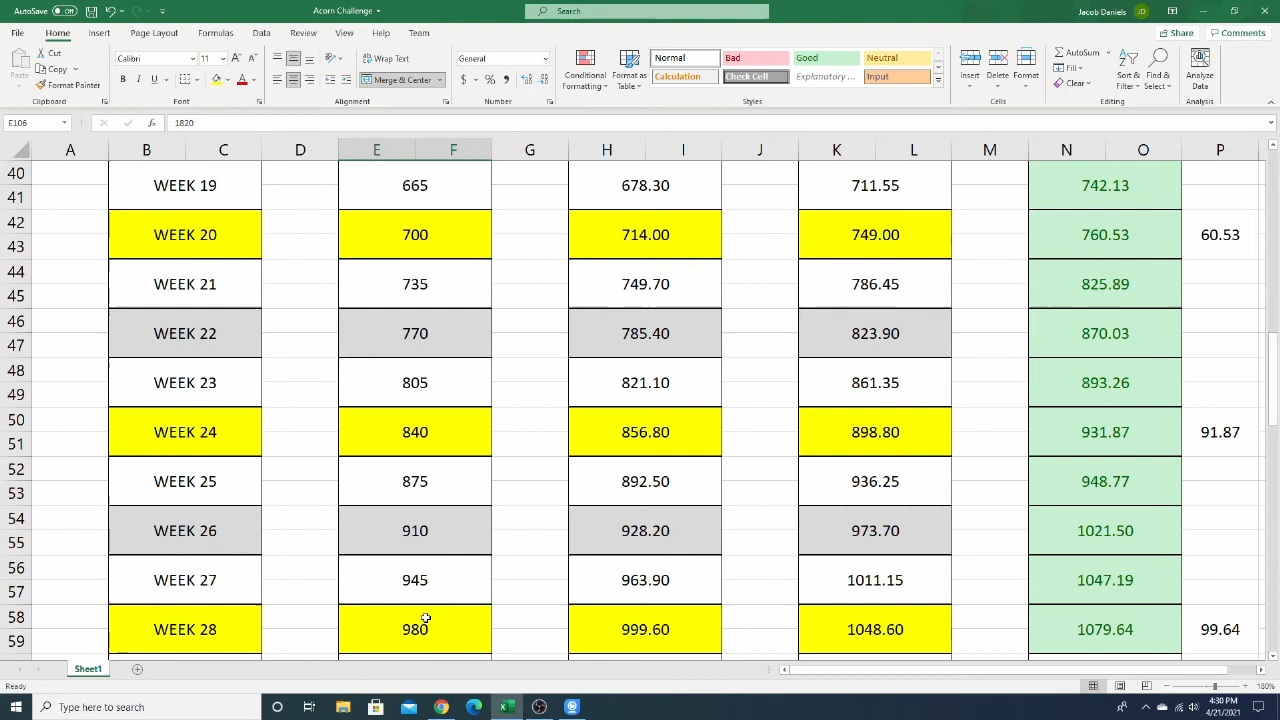 AutoSave Off Acorn Challenge Search Jacob Daniels JD
File Home Insert Page Layout Formulas Data Review View Help Team Share Comments
Paste Cut Copy Format Painter Clipboard
Calibri 11 A A B I U A Font
Wrap Text Merge & Center Alignment
General $ % , Number
Conditional Formatting Format as Table
Normal Bad Good Neutral
Calculation Check Cell Explanatory ... Input
Styles
Insert Delete Format Cells
AutoSum Fill Clear Sort & Filter Find & Select Editing
Analyze Data Analysis
E106 fx 1820
A B C D E F G H I J K L M N O P
40
41 WEEK 19 665 678.30 711.55 742.13
42
43 WEEK 20 700 714.00 749.00 760.53 60.53
44
45 WEEK 21 735 749.70 786.45 825.89
46
47 WEEK 22 770 785.40 823.90 870.03
48
49 WEEK 23 805 821.10 861.35 893.26
50
51 WEEK 24 840 856.80 898.80 931.87 91.87
52
53 WEEK 25 875 892.50 936.25 948.77
54
55 WEEK 26 910 928.20 973.70 1021.50
56
57 WEEK 27 945 963.90 1011.15 1047.19
58
59 WEEK 28 980 999.60 1048.60 1079.64 99.64
Sheet1
Ready 180%
Type here to search 4:30 PM
4/21/2021